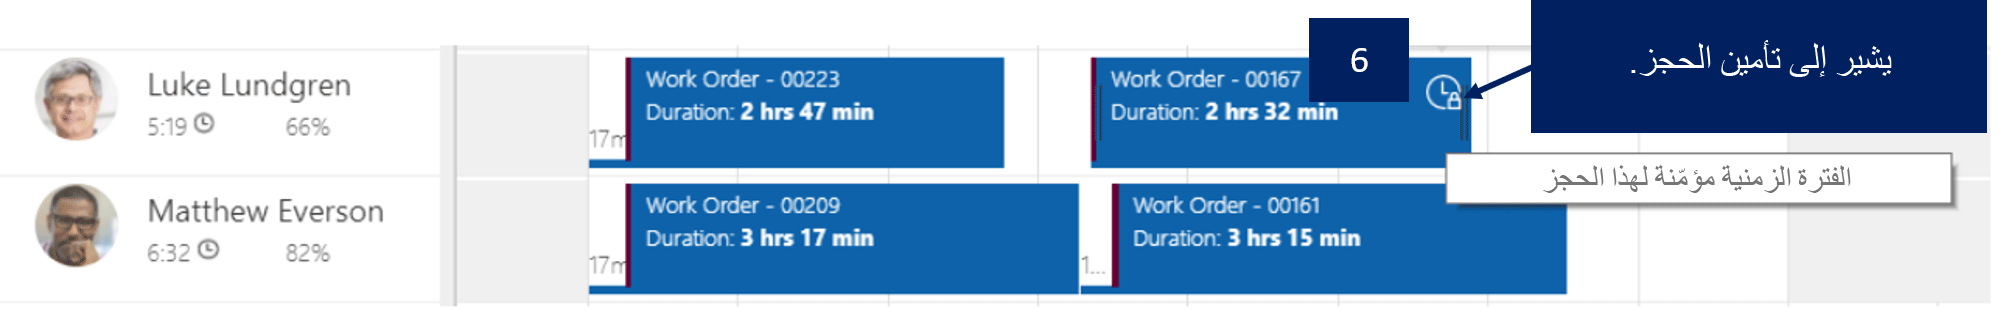 6
يشير إلى تأمين الحجز.
Luke Lundgren
5:19 66%
17m
Work Order - 00223
Duration: 2 hrs 47 min
Work Order - 00167
Duration: 2 hrs 32 min
الفترة الزمنية مؤمّنة لهذا الحجز
Matthew Everson
6:32 82%
17m
Work Order - 00209
Duration: 3 hrs 17 min
1...
Work Order - 00161
Duration: 3 hrs 15 min